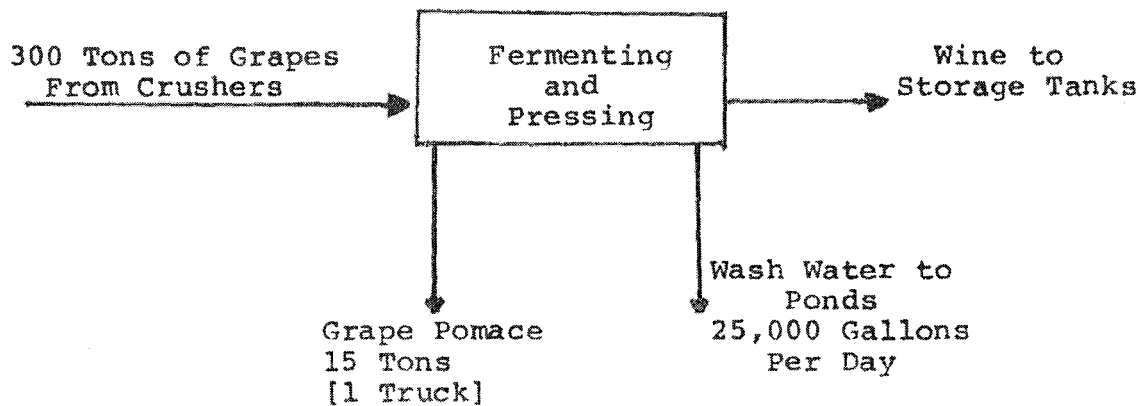 300 Tons of Grapes
From Crushers
Fermenting
and
Pressing
Wine to
Storage Tanks
Grape Pomace
15 Tons
[1 Truck]
Wash Water to
Ponds
25,000 Gallons
Per Day